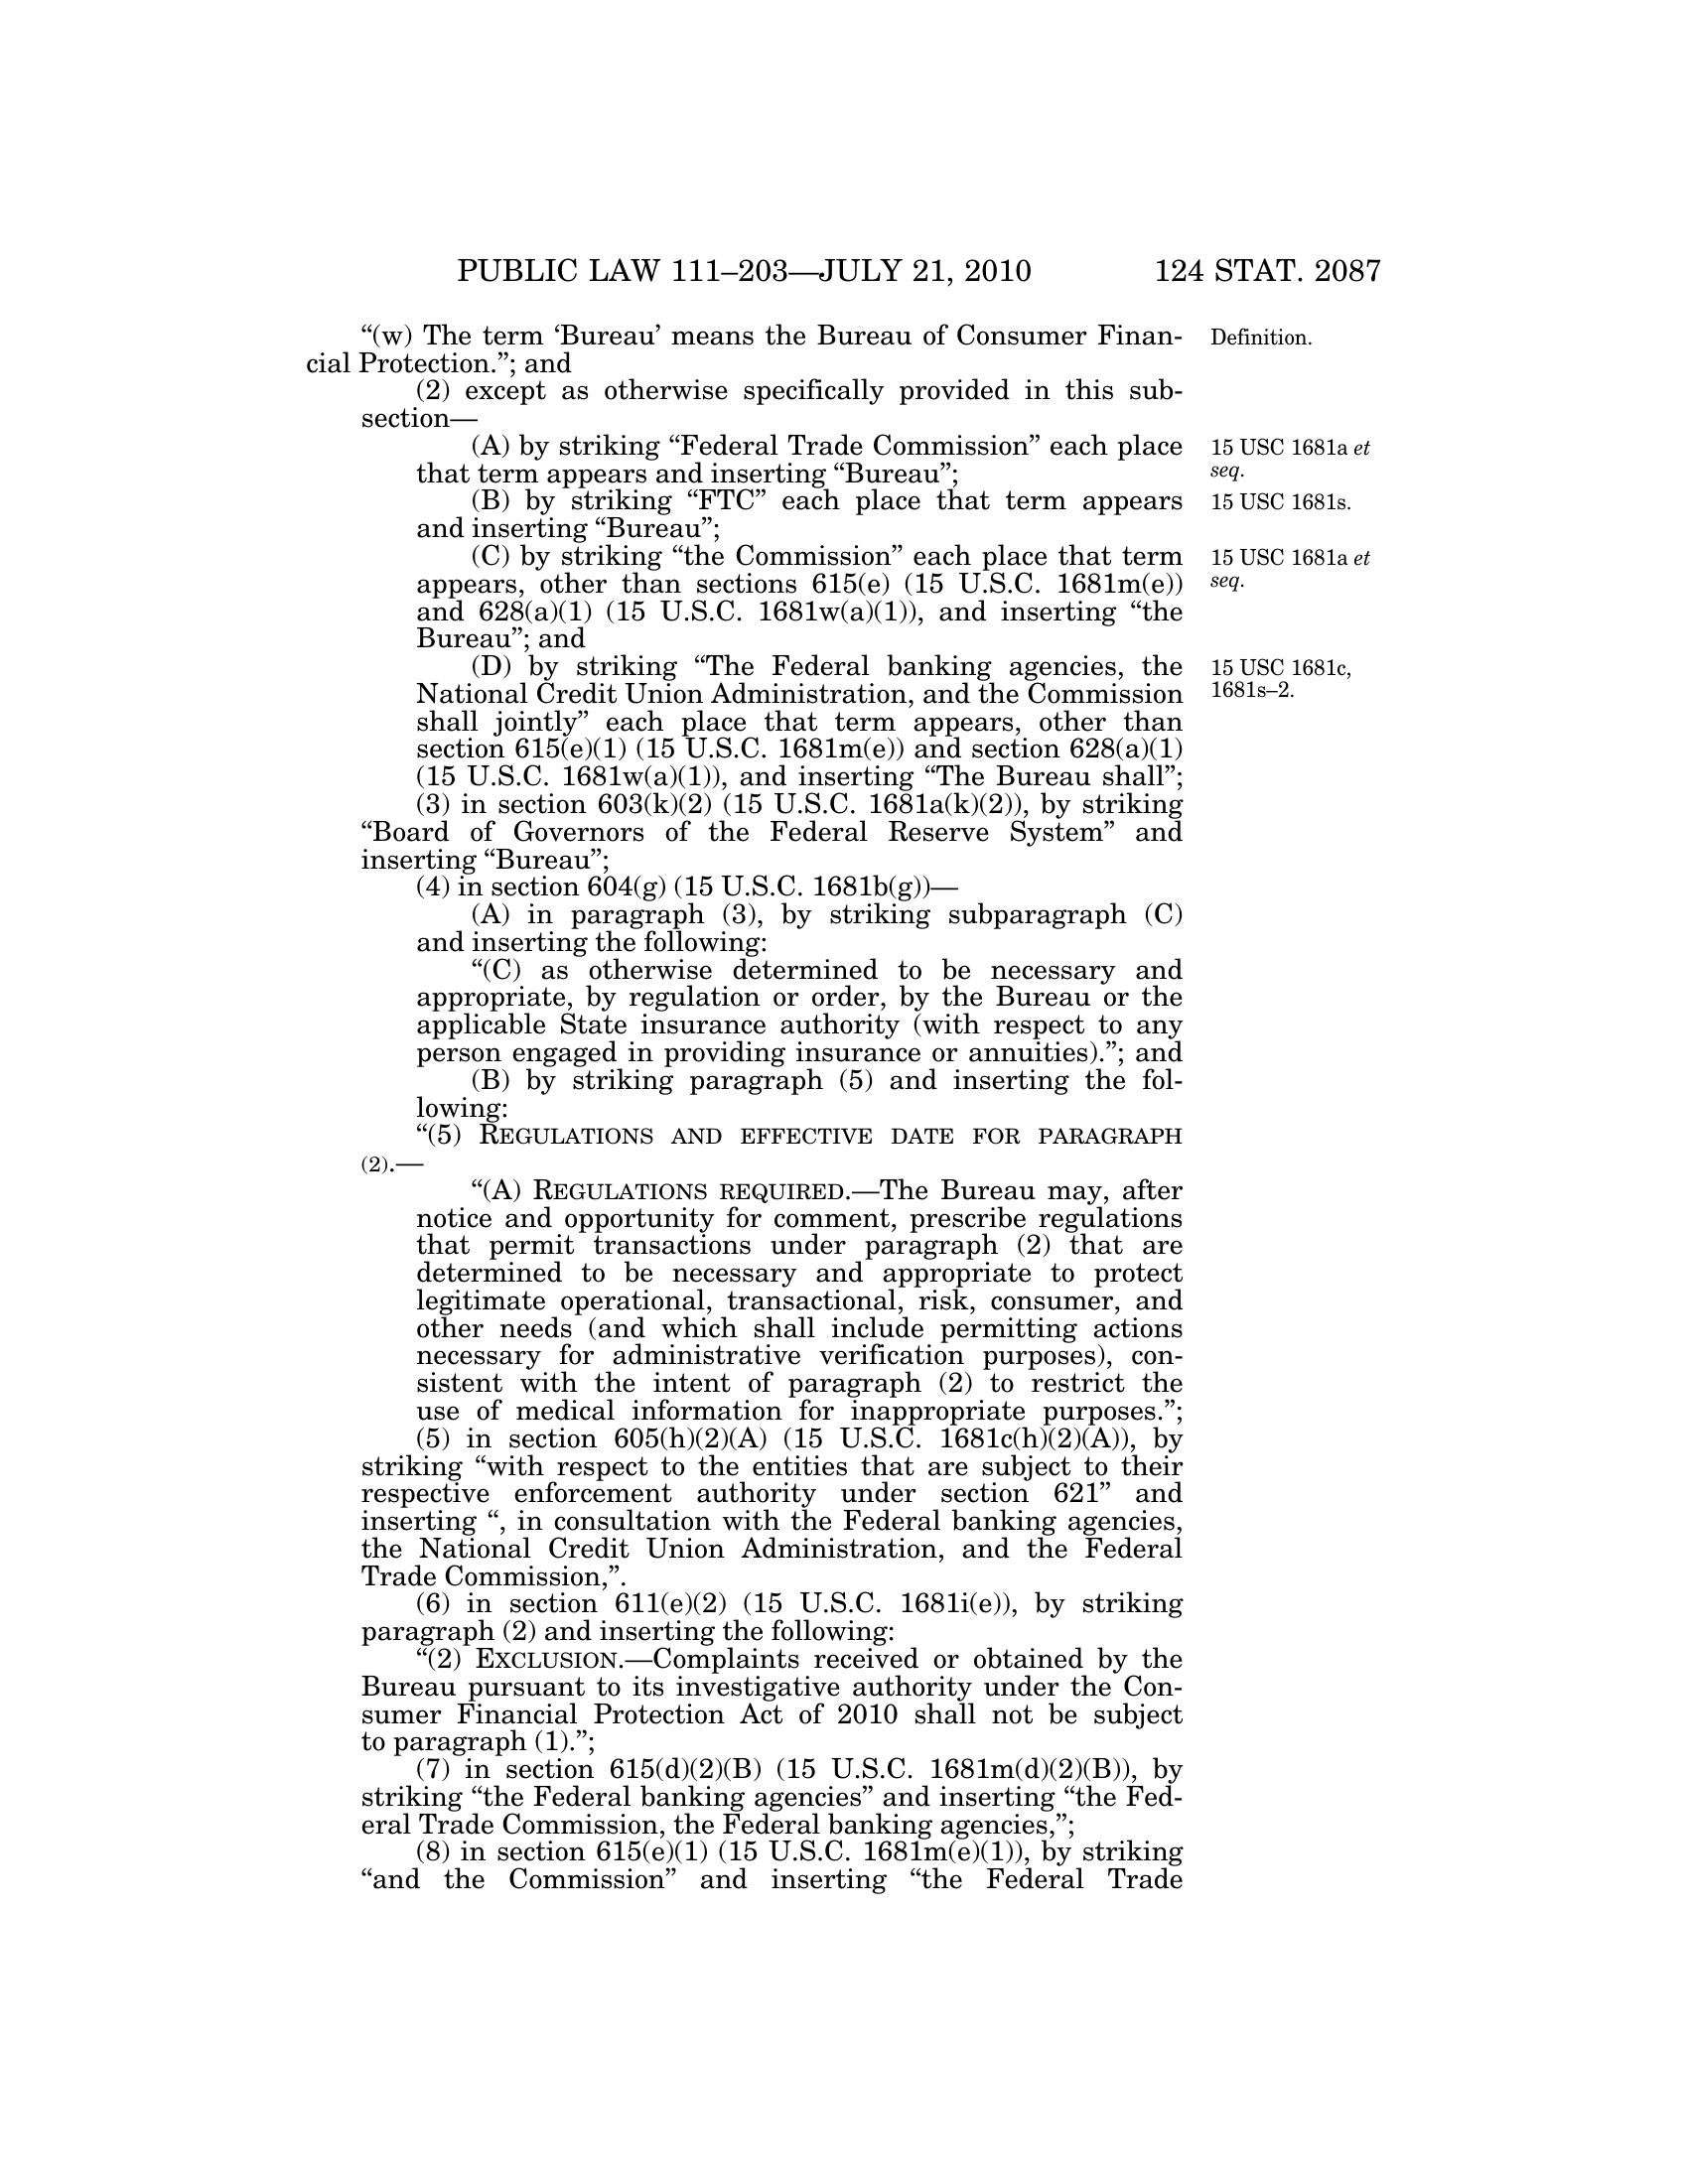 PUBLIC LAW 111–203—JULY 21, 2010 124 STAT. 2087
“(w) The term ‘Bureau’ means the Bureau of Consumer Finan-
cial Protection.”; and
Definition.
(2) except as otherwise specifically provided in this sub-
section—
(A) by striking “Federal Trade Commission” each place
that term appears and inserting “Bureau”;
15 USC 1681a et
seq.
(B) by striking “FTC” each place that term appears
and inserting “Bureau”;
15 USC 1681s.
(C) by striking “the Commission” each place that term
appears, other than sections 615(e) (15 U.S.C. 1681m(e))
and 628(a)(1) (15 U.S.C. 1681w(a)(1)), and inserting “the
Bureau”; and
15 USC 1681a et
seq.
(D) by striking “The Federal banking agencies, the
National Credit Union Administration, and the Commission
shall jointly” each place that term appears, other than
section 615(e)(1) (15 U.S.C. 1681m(e)) and section 628(a)(1)
(15 U.S.C. 1681w(a)(1)), and inserting “The Bureau shall”;
15 USC 1681c,
1681s–2.
(3) in section 603(k)(2) (15 U.S.C. 1681a(k)(2)), by striking
“Board of Governors of the Federal Reserve System” and
inserting “Bureau”;
(4) in section 604(g) (15 U.S.C. 1681b(g))—
(A) in paragraph (3), by striking subparagraph (C)
and inserting the following:
“(C) as otherwise determined to be necessary and
appropriate, by regulation or order, by the Bureau or the
applicable State insurance authority (with respect to any
person engaged in providing insurance or annuities).”; and
(B) by striking paragraph (5) and inserting the fol-
lowing:
“(5) REGULATIONS AND EFFECTIVE DATE FOR PARAGRAPH
(2).—
“(A) REGULATIONS REQUIRED.—The Bureau may, after
notice and opportunity for comment, prescribe regulations
that permit transactions under paragraph (2) that are
determined to be necessary and appropriate to protect
legitimate operational, transactional, risk, consumer, and
other needs (and which shall include permitting actions
necessary for administrative verification purposes), con-
sistent with the intent of paragraph (2) to restrict the
use of medical information for inappropriate purposes.”;
(5) in section 605(h)(2)(A) (15 U.S.C. 1681c(h)(2)(A)), by
striking “with respect to the entities that are subject to their
respective enforcement authority under section 621” and
inserting “, in consultation with the Federal banking agencies,
the National Credit Union Administration, and the Federal
Trade Commission,”.
(6) in section 611(e)(2) (15 U.S.C. 1681i(e)), by striking
paragraph (2) and inserting the following:
“(2) EXCLUSION.—Complaints received or obtained by the
Bureau pursuant to its investigative authority under the Con-
sumer Financial Protection Act of 2010 shall not be subject
to paragraph (1).”;
(7) in section 615(d)(2)(B) (15 U.S.C. 1681m(d)(2)(B)), by
striking “the Federal banking agencies” and inserting “the Fed-
eral Trade Commission, the Federal banking agencies,”;
(8) in section 615(e)(1) (15 U.S.C. 1681m(e)(1)), by striking
“and the Commission” and inserting “the Federal Trade